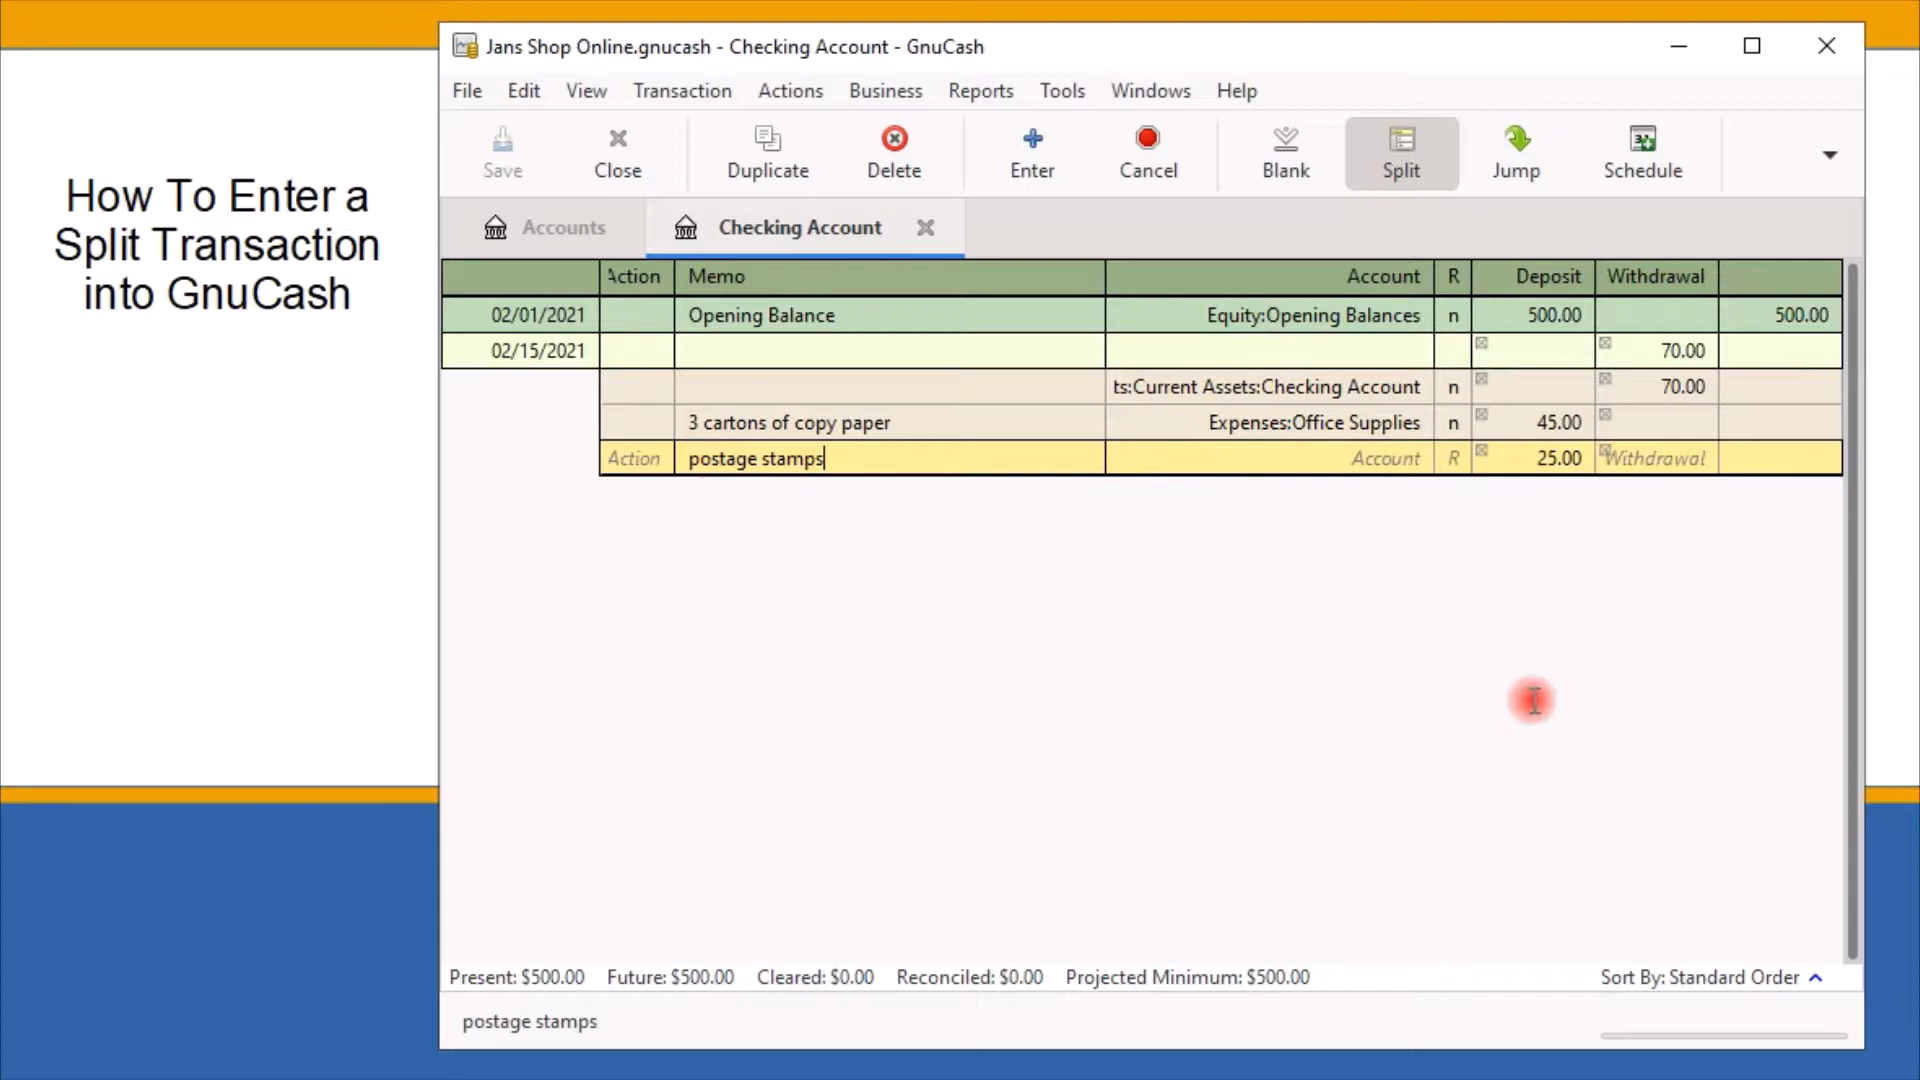 How To Enter a
Split Transaction
into GnuCash
Jans Shop Online.gnucash - Checking Account - GnuCash
File Edit View Transaction Actions Business Reports Tools Windows Help
Save Close Duplicate Delete Enter Cancel Blank Split Jump Schedule
Accounts Checking Account
Action Memo Account R Deposit Withdrawal
02/01/2021 Opening Balance Equity:Opening Balances n 500.00 500.00
02/15/2021 70.00
ts:Current Assets:Checking Account n 70.00
3 cartons of copy paper Expenses:Office Supplies n 45.00
Action postage stamps Account R 25.00 Withdrawal
Present: $500.00 Future: $500.00 Cleared: $0.00 Reconciled: $0.00 Projected Minimum: $500.00 Sort By: Standard Order
postage stamps